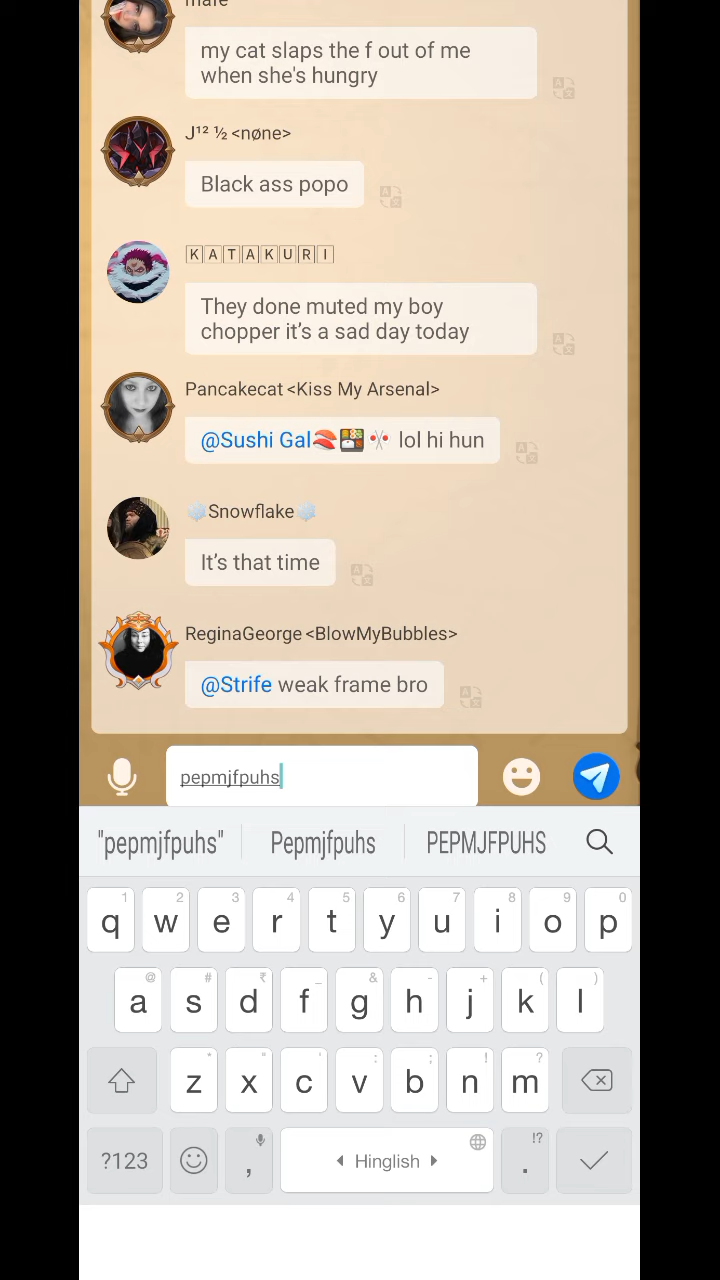 my cat slaps the f out of me
when she's hungry
J¹² ½ <nøne>
Black ass popo
🄺🄰🅃🄰🄺🅄🅁🄸
They done muted my boy
chopper it’s a sad day today
Pancakecat <Kiss My Arsenal>
@Sushi Gal🍣🍱🥢 lol hi hun
❄️Snowflake❄️
It’s that time
ReginaGeorge <BlowMyBubbles>
@Strife weak frame bro
pepmjfpuhs
"pepmjfpuhs" Pepmjfpuhs PEPMJFPUHS
1 2 3 4 5 6 7 8 9 0
q w e r t y u i o p
@ # ₹ _ & - + ( )
a s d f g h j k l
* " ' : ; ! ?
z x c v b n m
?123 , Hinglish . !?